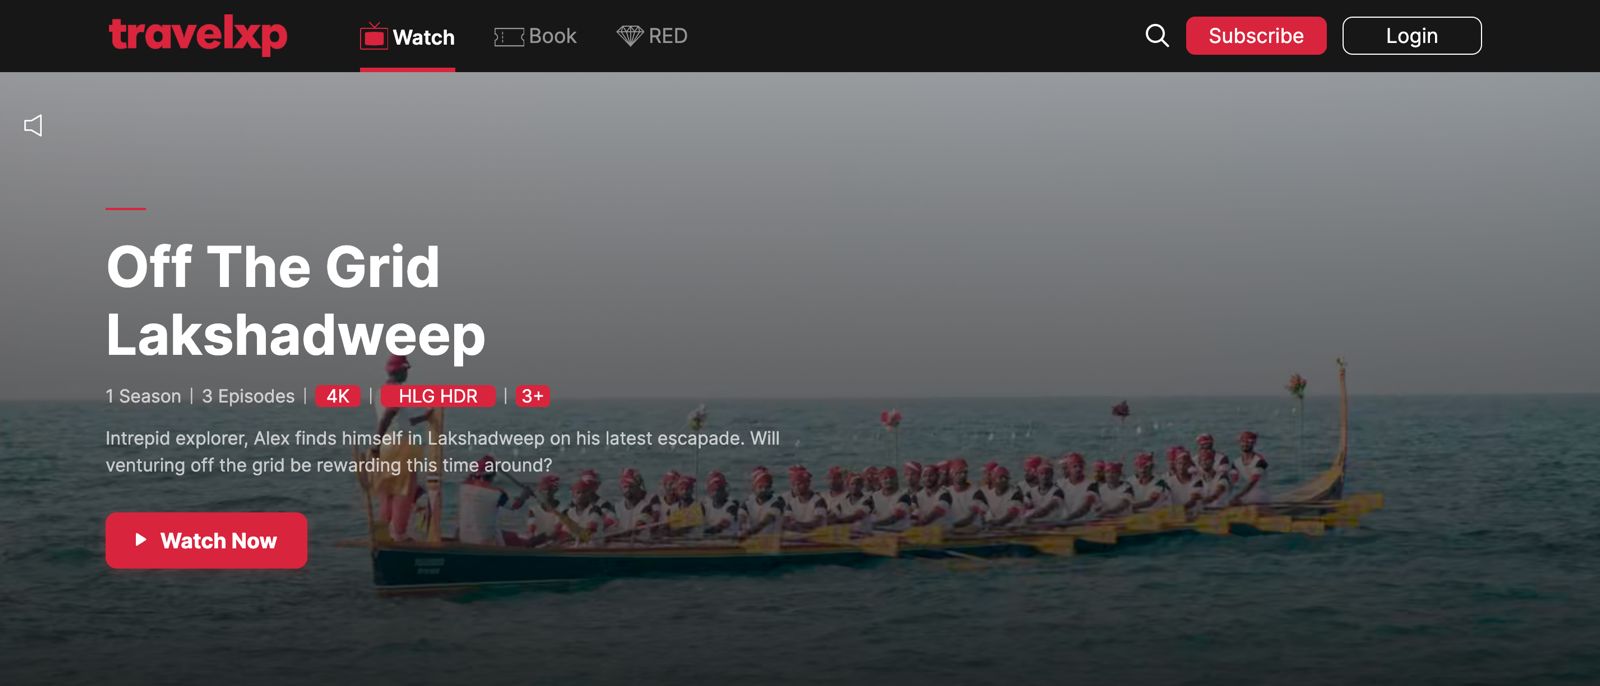 travelxp
Watch
Book
RED
Subscribe
Login
Off The Grid
Lakshadweep
1 Season | 3 Episodes | 4K | HLG HDR | 3+
Intrepid explorer, Alex finds himself in Lakshadweep on his latest escapade. Will
venturing off the grid be rewarding this time around?
Watch Now